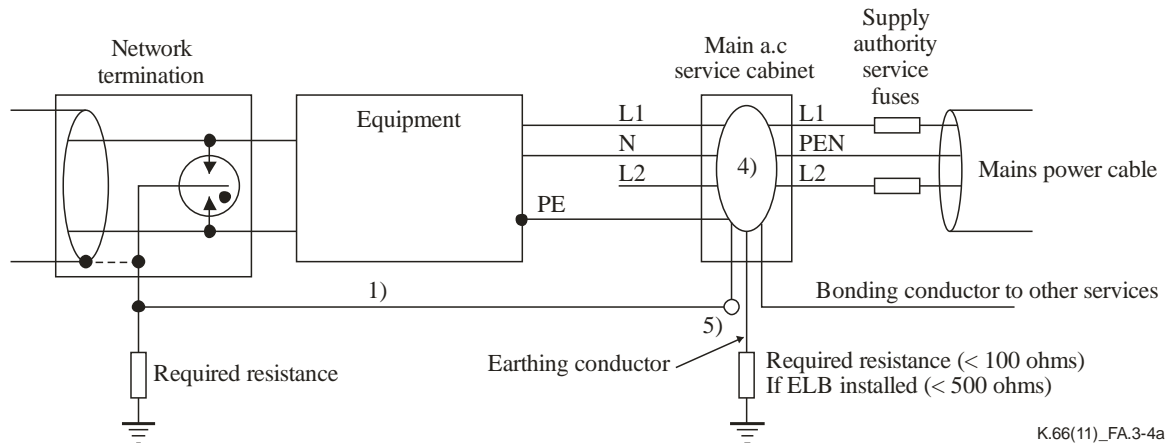 Network
termination
Equipment
Main a.c
service cabinet
Supply
authority
service
fuses
L1
N
L2
PE
4)
L1
PEN
L2
Mains power cable
1)
5)
Bonding conductor to other services
Earthing conductor
Required resistance
Required resistance (< 100 ohms)
If ELB installed (< 500 ohms)
K.66(11)_FA.3-4a